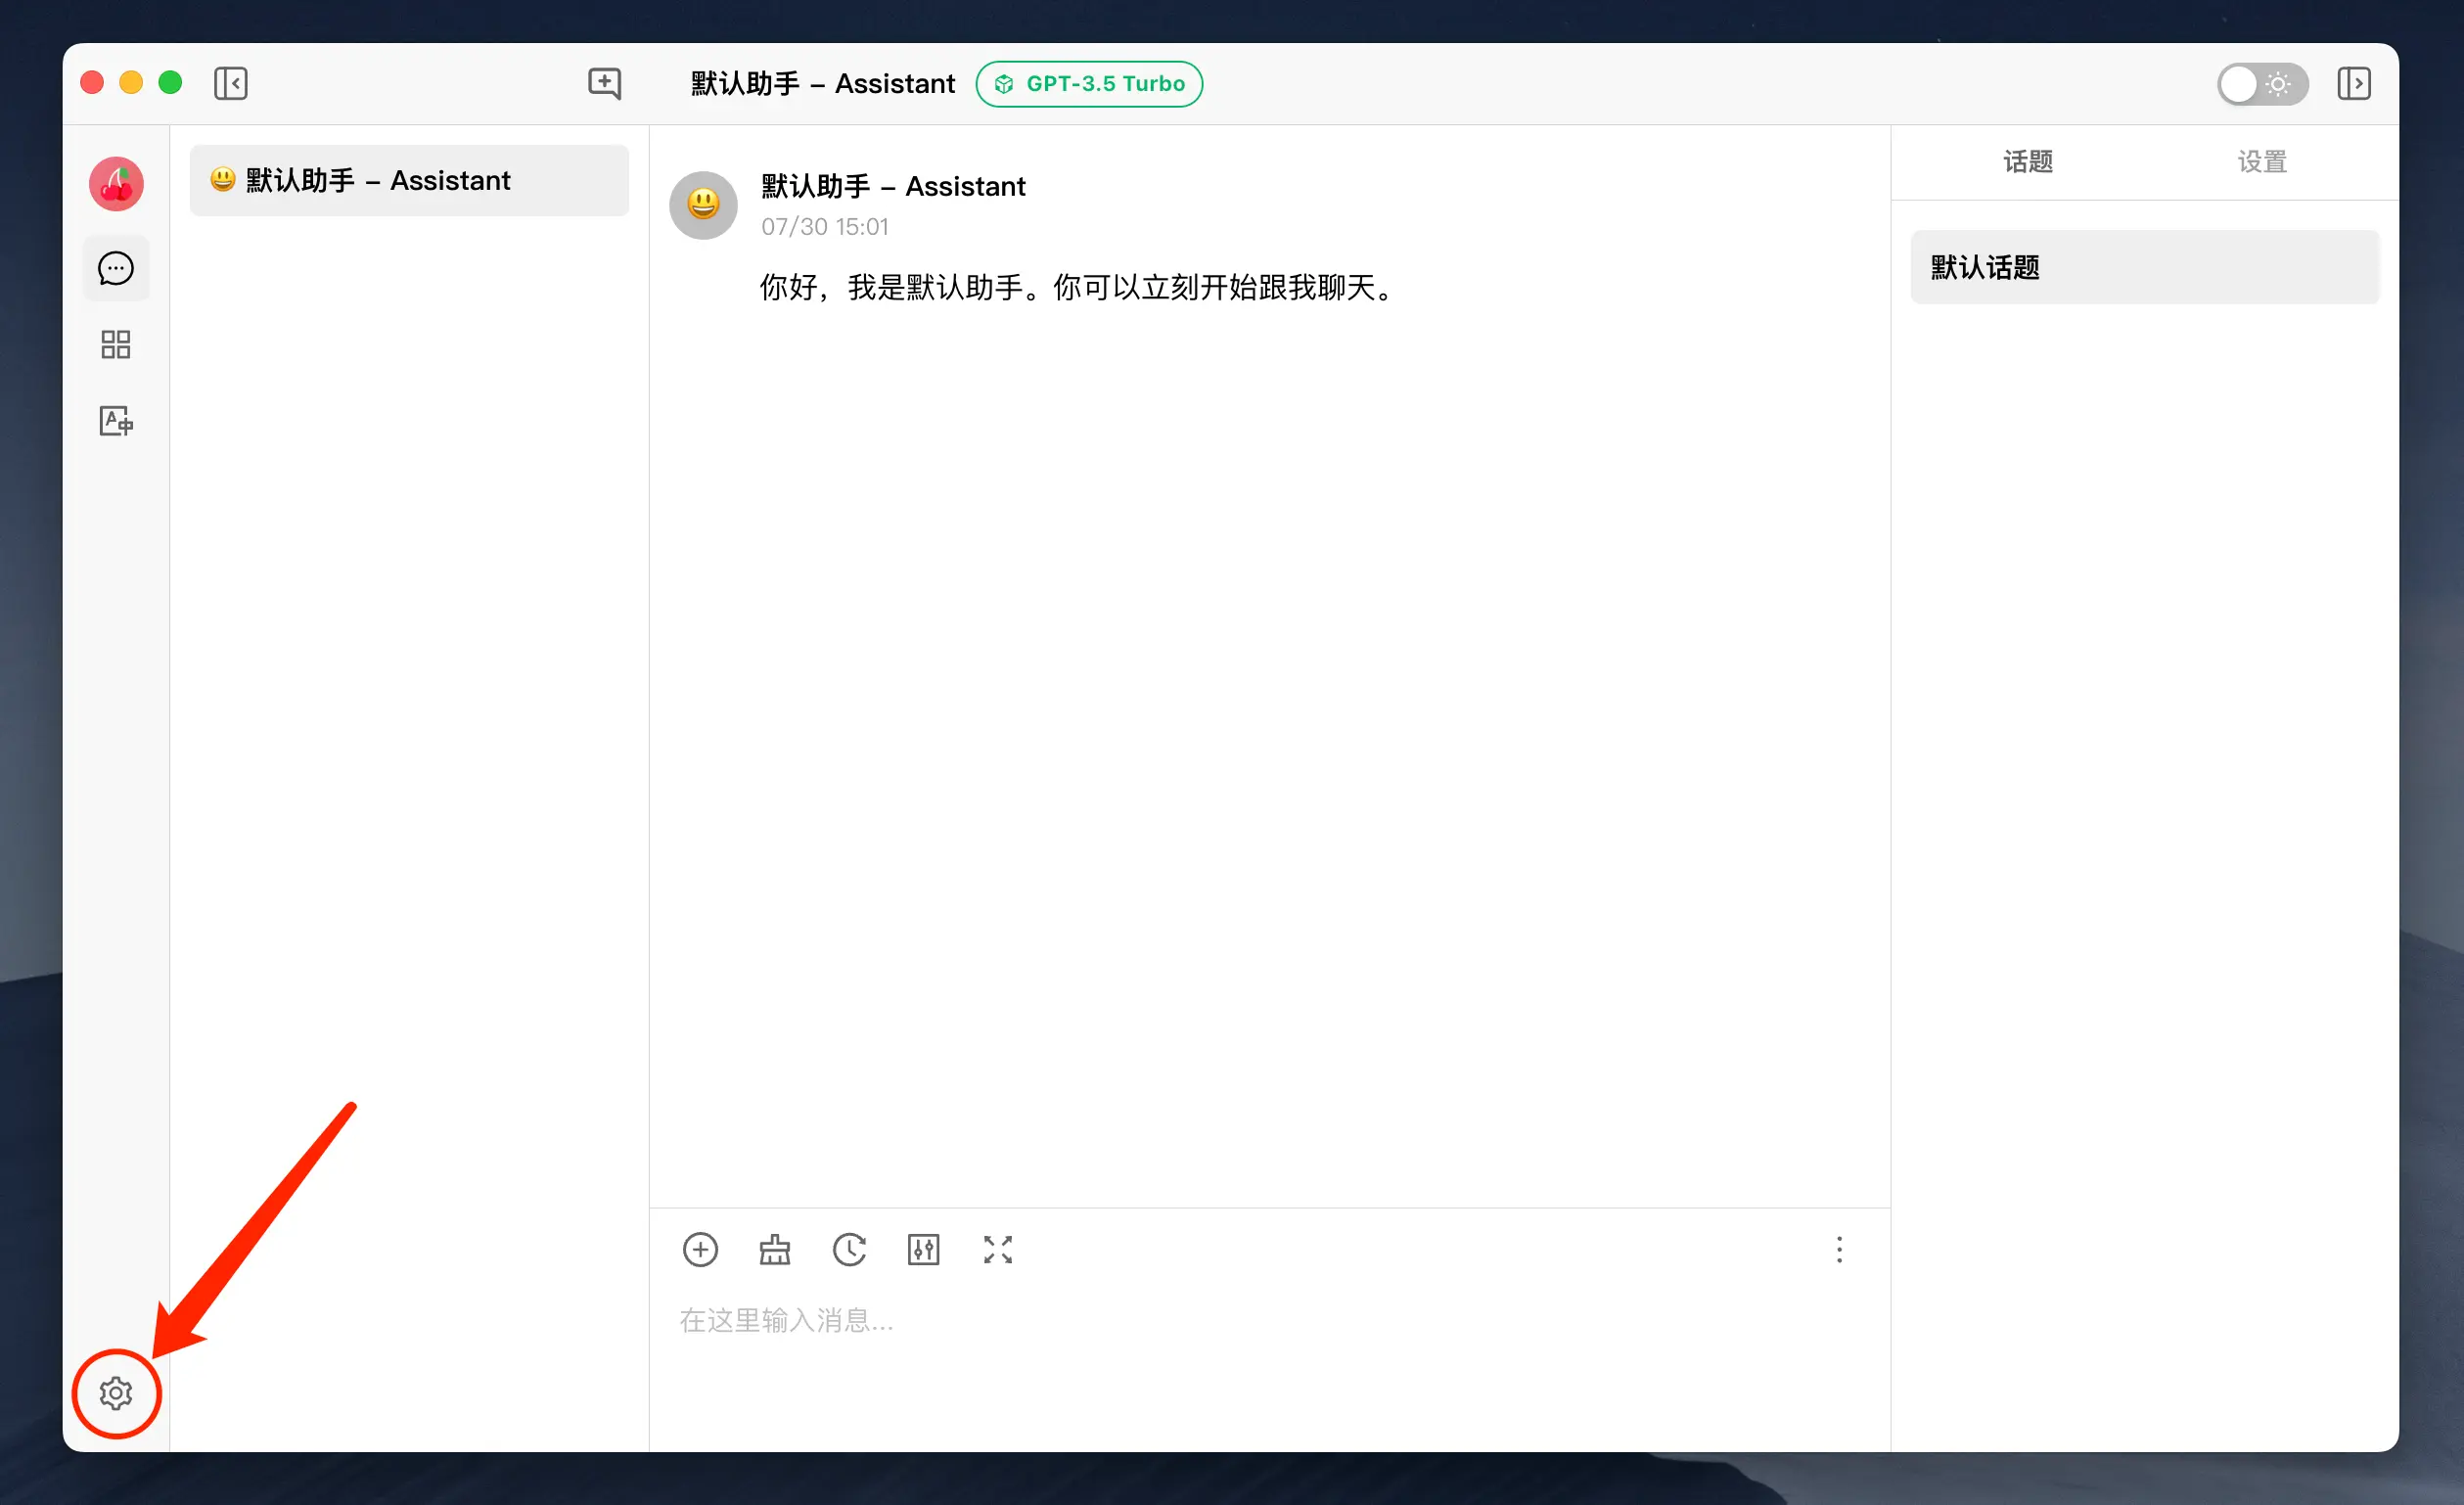 默认助手 – Assistant
GPT-3.5 Turbo
😃 默认助手 – Assistant
默认助手 – Assistant
07/30 15:01
你好，我是默认助手。你可以立刻开始跟我聊天。
话题
设置
默认话题
在这里输入消息...